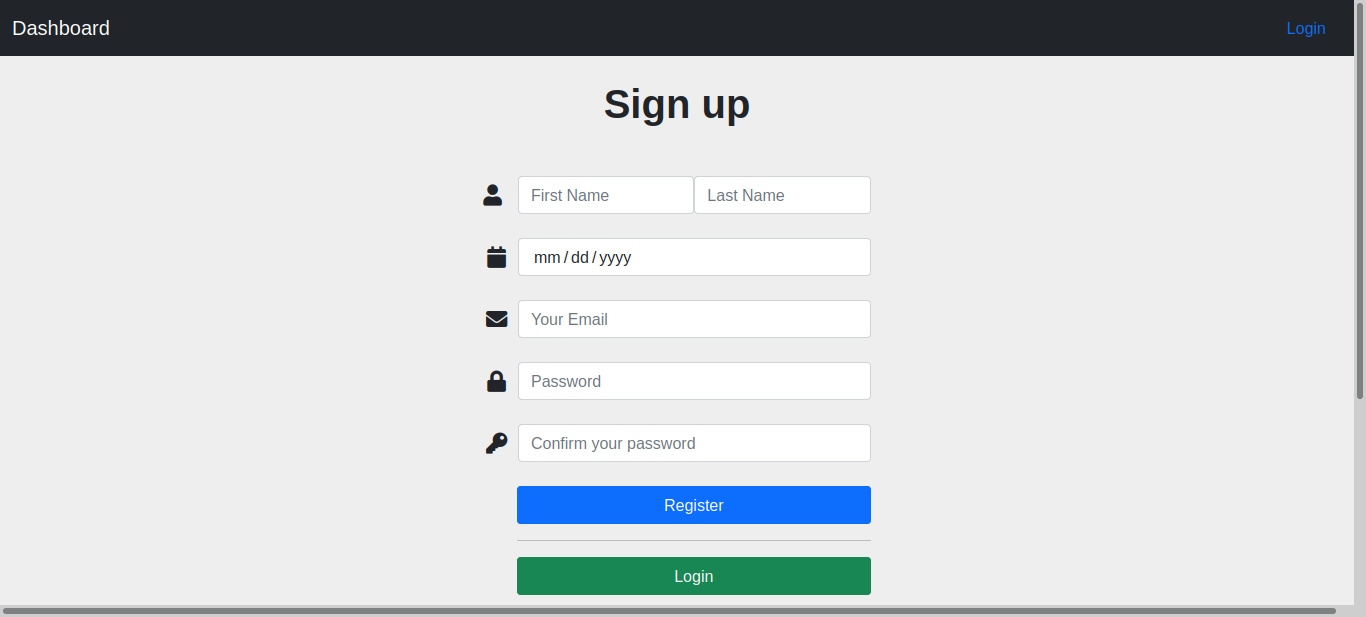 Dashboard Login
Sign up
First Name Last Name
mm/dd/yyyy
Your Email
Password
Confirm your password
Register
Login